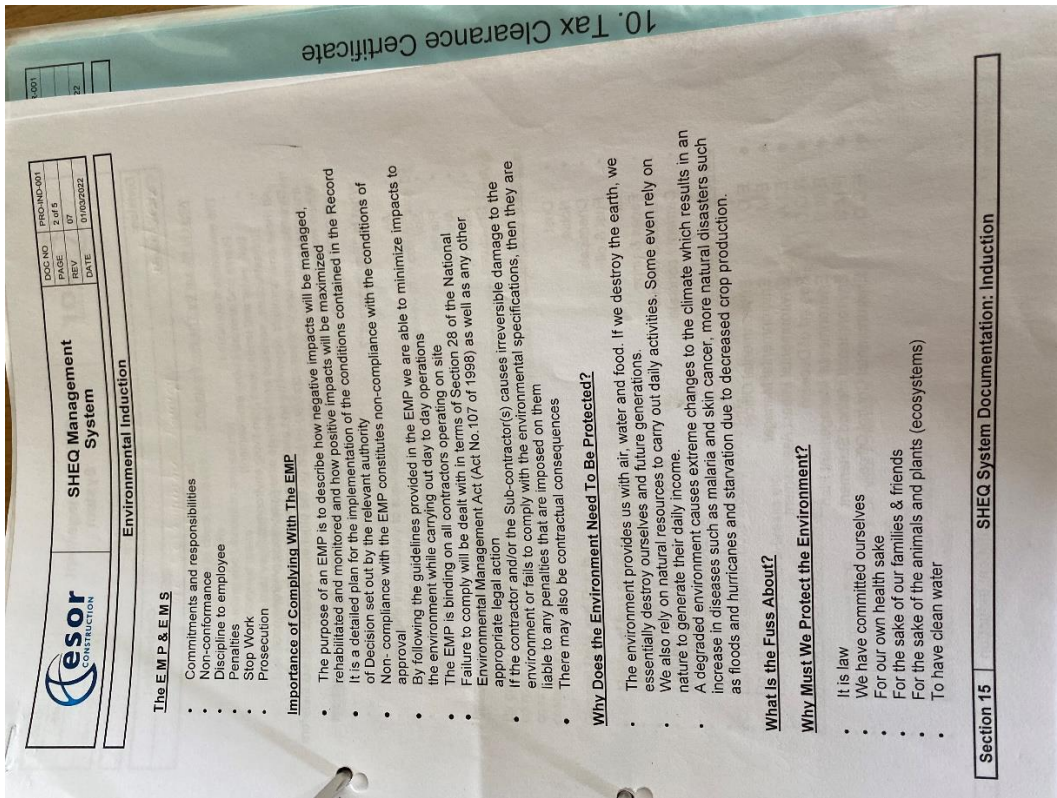 esor
CONSTRUCTION
SHEQ Management
System
DOC NO PRO-IND-001
PAGE 2 of 5
REV 07
DATE 01/03/2022
Environmental Induction
The E M P & E M S
• Commitments and responsibilities
• Non-conformance
• Discipline to employee
• Penalties
• Stop Work
• Prosecution
Importance of Complying With The EMP
• The purpose of an EMP is to describe how negative impacts will be managed,
rehabilitated and monitored and how positive impacts will be maximized
• It is a detailed plan for the implementation of the conditions contained in the Record
of Decision set out by the relevant authority
• Non- compliance with the EMP constitutes non-compliance with the conditions of
approval
• By following the guidelines provided in the EMP we are able to minimize impacts to
the environment while carrying out day to day operations
• The EMP is binding on all contractors operating on site
• Failure to comply will be dealt with in terms of Section 28 of the National
Environmental Management Act (Act No.107 of 1998) as well as any other
appropriate legal action
• If the contractor and/or the Sub-contractor(s) causes irreversible damage to the
environment or fails to comply with the environmental specifications, then they are
liable to any penalties that are imposed on them
• There may also be contractual consequences
Why Does the Environment Need To Be Protected?
• The environment provides us with air, water and food. If we destroy the earth, we
essentially destroy ourselves and future generations.
• We also rely on natural resources to carry out daily activities. Some even rely on
nature to generate their daily income.
• A degraded environment causes extreme changes to the climate which results in an
increase in diseases such as malaria and skin cancer, more natural disasters such
as floods and hurricanes and starvation due to decreased crop production.
What Is the Fuss About?
Why Must We Protect the Environment?
• It is law
• We have committed ourselves
• For our own health sake
• For the sake of our families & friends
• For the sake of the animals and plants (ecosystems)
• To have clean water
Section 15 SHEQ System Documentation: Induction
10. Tax Clearance Certificate